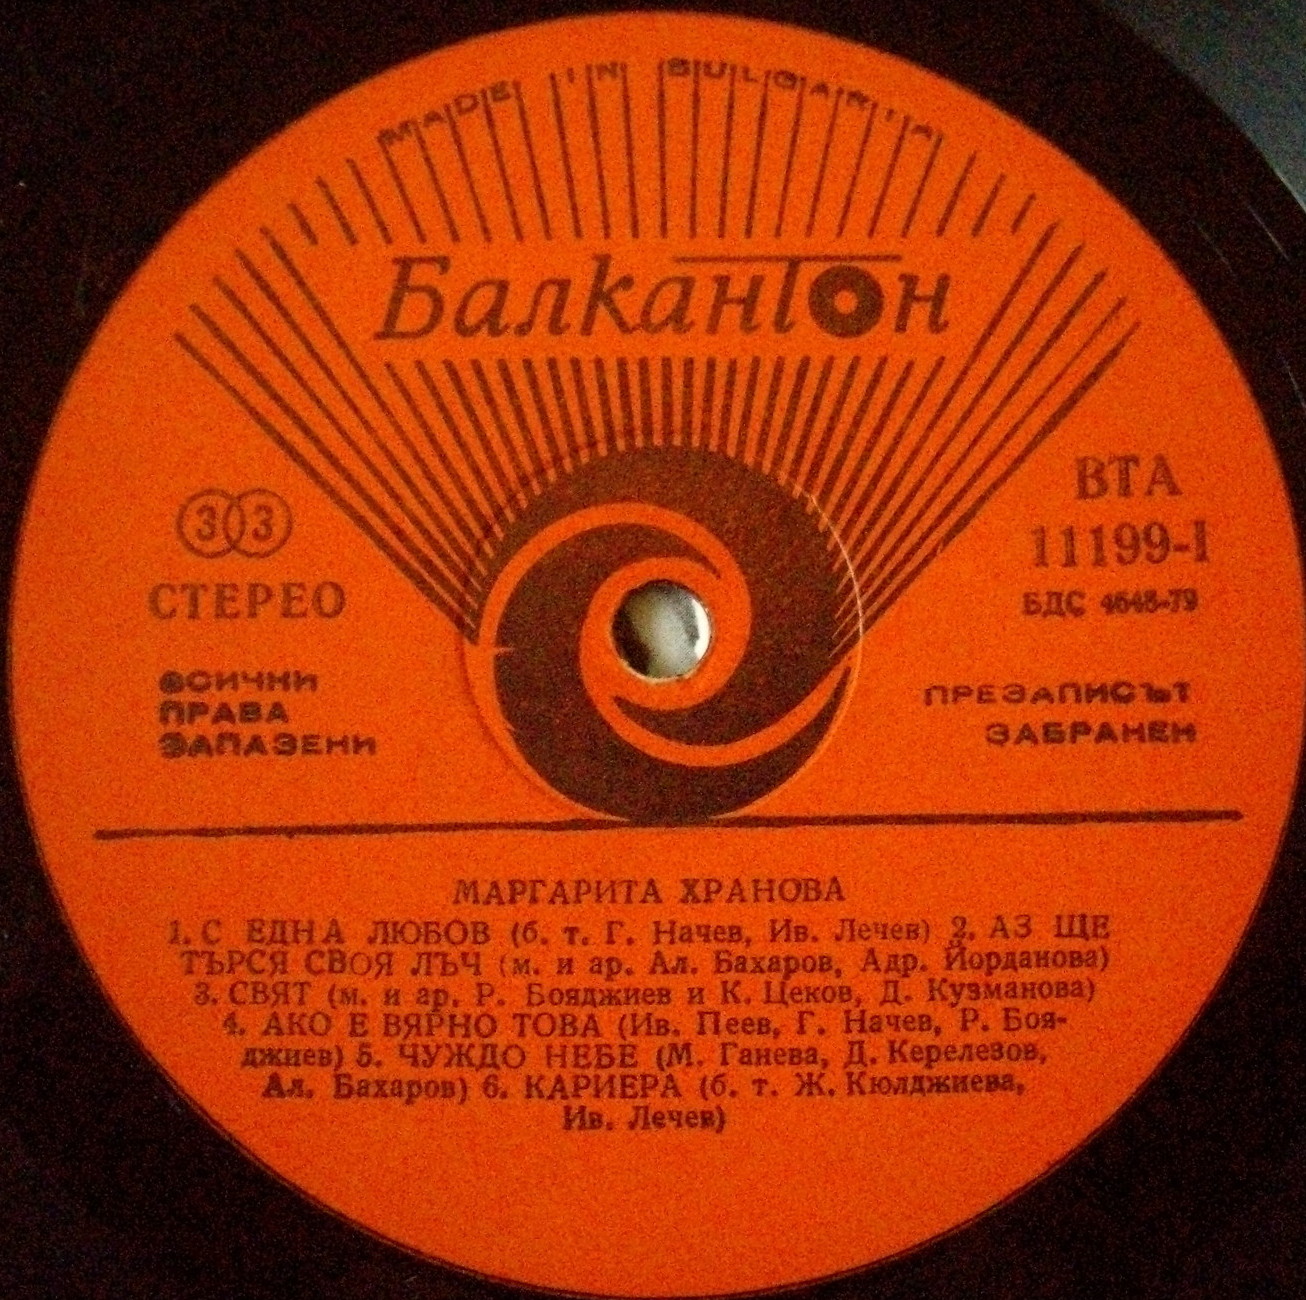 MADE IN BULGARIA
Балкантон
33
СТЕРЕО
ВСИЧКИ
ПРАВА
ЗАПАЗЕНИ
ВТА
11199-I
БДС 4645-79
ПРЕЗАПИСЪТ
ЗАБРАНЕН
МАРГАРИТА ХРАНОВА
1. С ЕДНА ЛЮБОВ (б. т. Г. Начев, Ив. Лечев) 2. АЗ ЩЕ
ТЪРСЯ СВОЯ ЛЪЧ (м. и ар. Ал. Бахаров, Адр. Йорданова)
3. СВЯТ (м. и ар. Р. Бояджиев и К. Цеков, Д. Кузманова)
4. АКО Е ВЯРНО ТОВА (Ив. Пеев, Г. Начев, Р. Боя-
джиев) 5. ЧУЖДО НЕБЕ (М. Ганева, Д. Керелезов,
Ал. Бахаров) 6. КАРИЕРА (б. т. Ж. Кюлджиева,
Ив. Лечев)